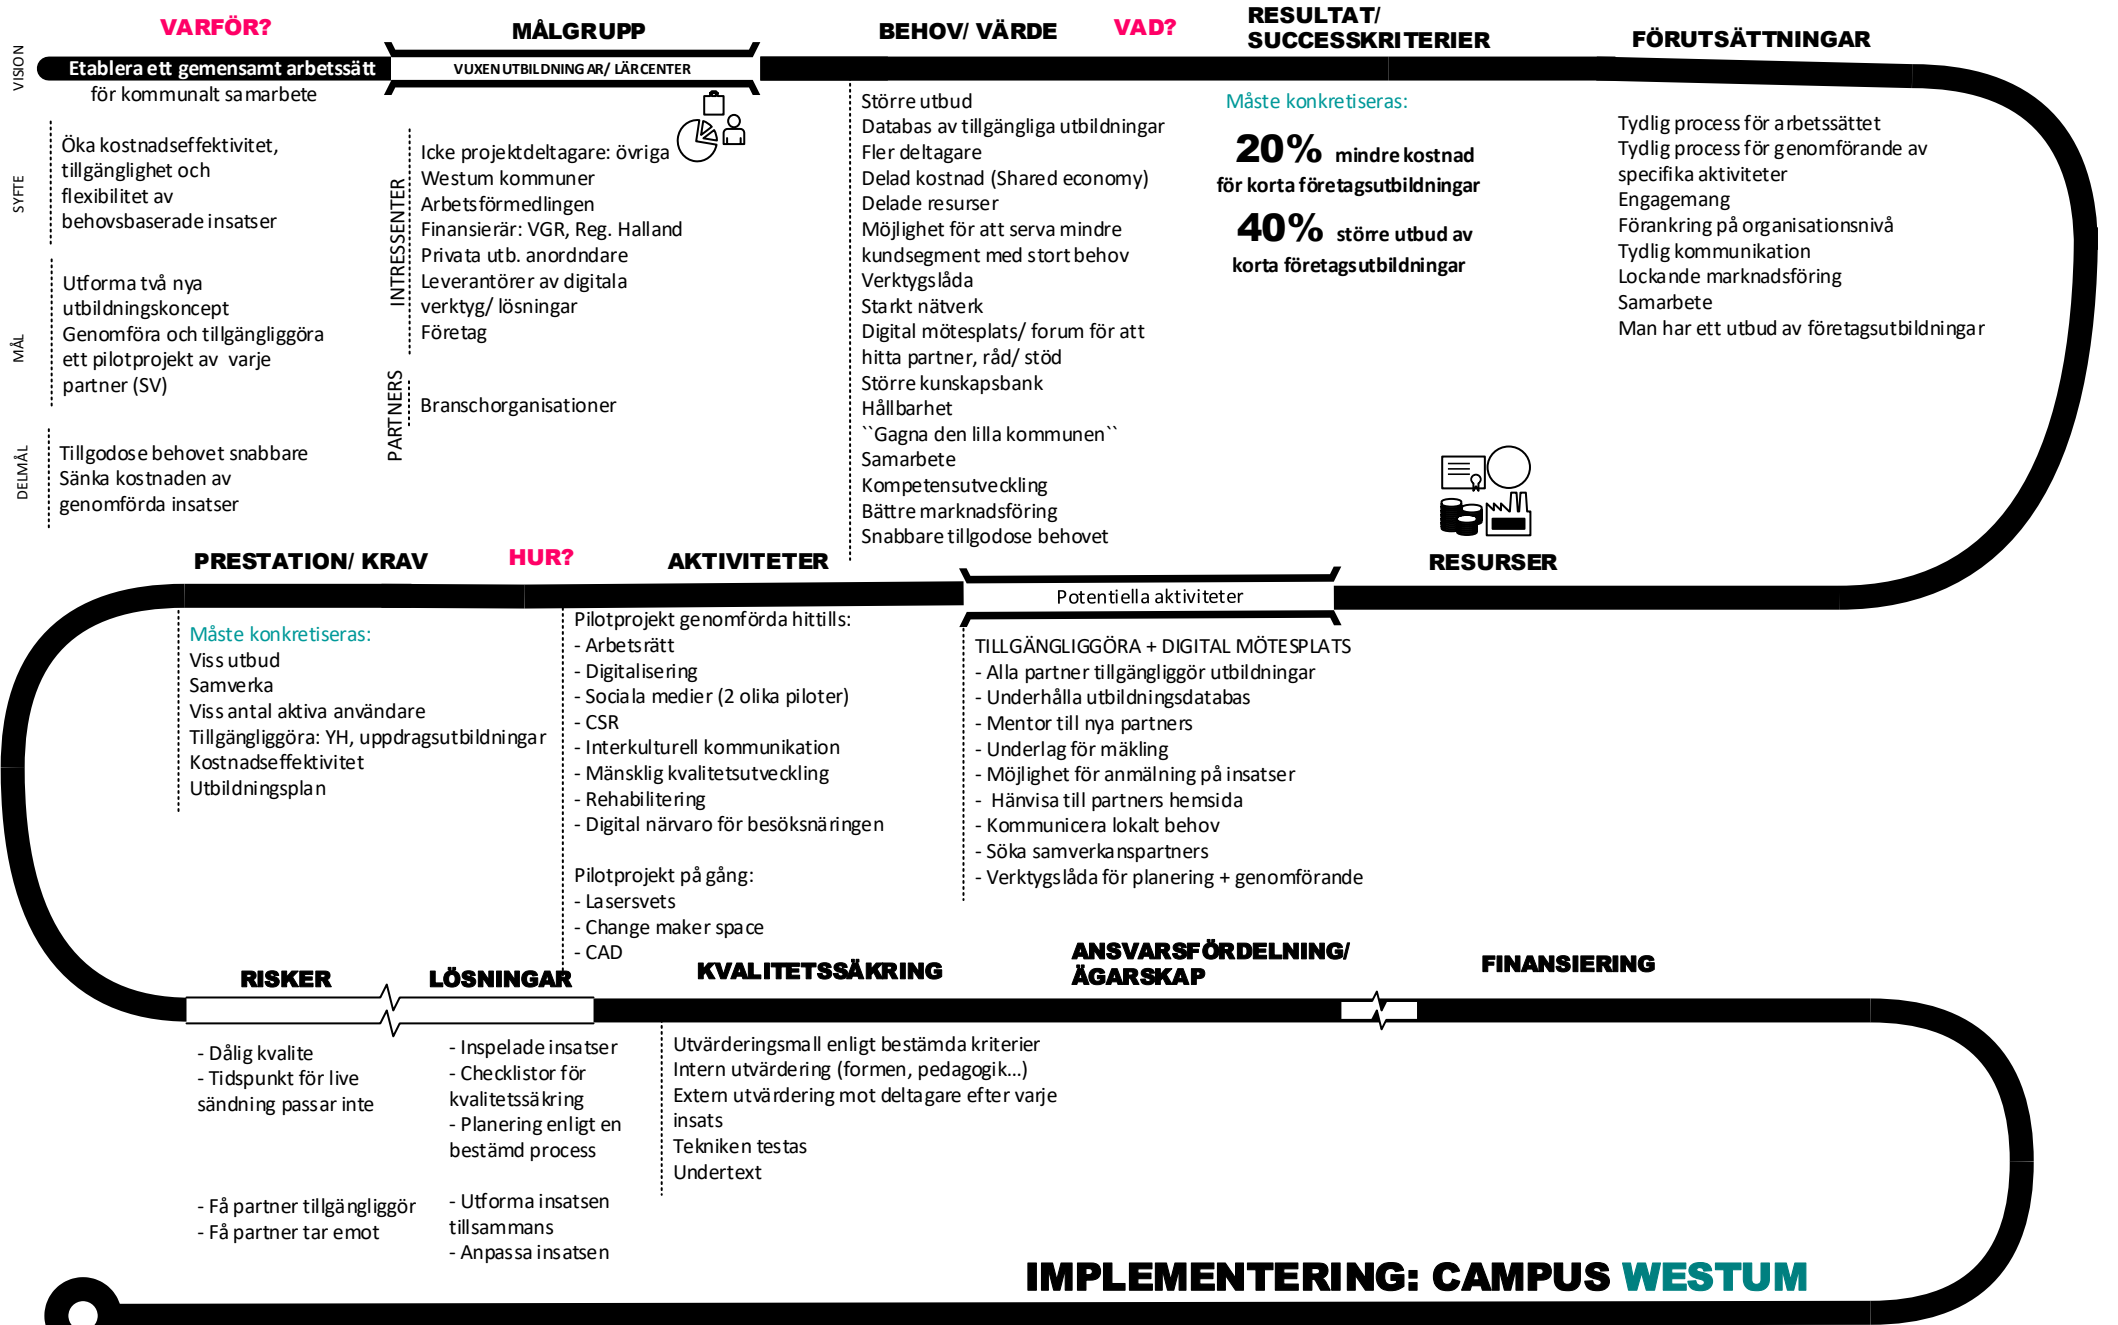 VARFÖR?
MÅLGRUPP
BEHOV/ VÄRDE
VAD?
RESULTAT/
SUCCESSKRITERIER
FÖRUTSÄTTNINGAR
VISION
Etablera ett gemensamt arbetssätt
för kommunalt samarbete
VUXENUTBILDNINGAR/ LÄRCENTER
SYFTE
Öka kostnadseffektivitet,
tillgänglighet och
flexibilitet av
behovsbaserade insatser
MÅL
Utforma två nya
utbildningskoncept
Genomföra och tillgängliggöra
ett pilotprojekt av varje
partner (SV)
DELMÅL
Tillgodose behovet snabbare
Sänka kostnaden av
genomförda insatser
INTRESSENTER
Icke projektdeltagare: övriga
Westum kommuner
Arbetsförmedlingen
Finansierär: VGR, Reg. Halland
Privata utb. anordndare
Leverantörer av digitala
verktyg/ lösningar
Företag
PARTNERS
Branschorganisationer
Större utbud
Databas av tillgängliga utbildningar
Fler deltagare
Delad kostnad (Shared economy)
Delade resurser
Möjlighet för att serva mindre
kundsegment med stort behov
Verktygslåda
Starkt nätverk
Digital mötesplats/ forum för att
hitta partner, råd/ stöd
Större kunskapsbank
Hållbarhet
``Gagna den lilla kommunen``
Samarbete
Kompetensutveckling
Bättre marknadsföring
Snabbare tillgodose behovet
Måste konkretiseras:
20% mindre kostnad
för korta företagsutbildningar
40% större utbud av
korta företagsutbildningar
Tydlig process för arbetssättet
Tydlig process för genomförande av
specifika aktiviteter
Engagemang
Förankring på organisationsnivå
Tydlig kommunikation
Lockande marknadsföring
Samarbete
Man har ett utbud av företagsutbildningar
PRESTATION/ KRAV
HUR?
AKTIVITETER
Potentiella aktiviteter
RESURSER
Måste konkretiseras:
Viss utbud
Samverka
Viss antal aktiva användare
Tillgängliggöra: YH, uppdragsutbildningar
Kostnadseffektivitet
Utbildningsplan
Pilotprojekt genomförda hittills:
- Arbetsrätt
- Digitalisering
- Sociala medier (2 olika piloter)
- CSR
- Interkulturell kommunikation
- Mänsklig kvalitetsutveckling
- Rehabilitering
- Digital närvaro för besöksnäringen
Pilotprojekt på gång:
- Lasersvets
- Change maker space
- CAD
TILLGÄNGLIGGÖRA + DIGITAL MÖTESPLATS
- Alla partner tillgängliggör utbildningar
- Underhålla utbildningsdatabas
- Mentor till nya partners
- Underlag för mäkling
- Möjlighet för anmälning på insatser
- Hänvisa till partners hemsida
- Kommunicera lokalt behov
- Söka samverkanspartners
- Verktygslåda för planering + genomförande
RISKER
LÖSNINGAR
KVALITETSSÄKRING
ANSVARSFÖRDELNING/
ÄGARSKAP
FINANSIERING
- Dålig kvalite
- Tidspunkt för live
sändning passar inte
- Få partner tillgängliggör
- Få partner tar emot
- Inspelade insatser
- Checklistor för
kvalitetssäkring
- Planering enligt en
bestämd process
- Utforma insatsen
tillsammans
- Anpassa insatsen
Utvärderingsmall enligt bestämda kriterier
Intern utvärdering (formen, pedagogik...)
Extern utvärdering mot deltagare efter varje
insats
Tekniken testas
Undertext
IMPLEMENTERING: CAMPUS WESTUM